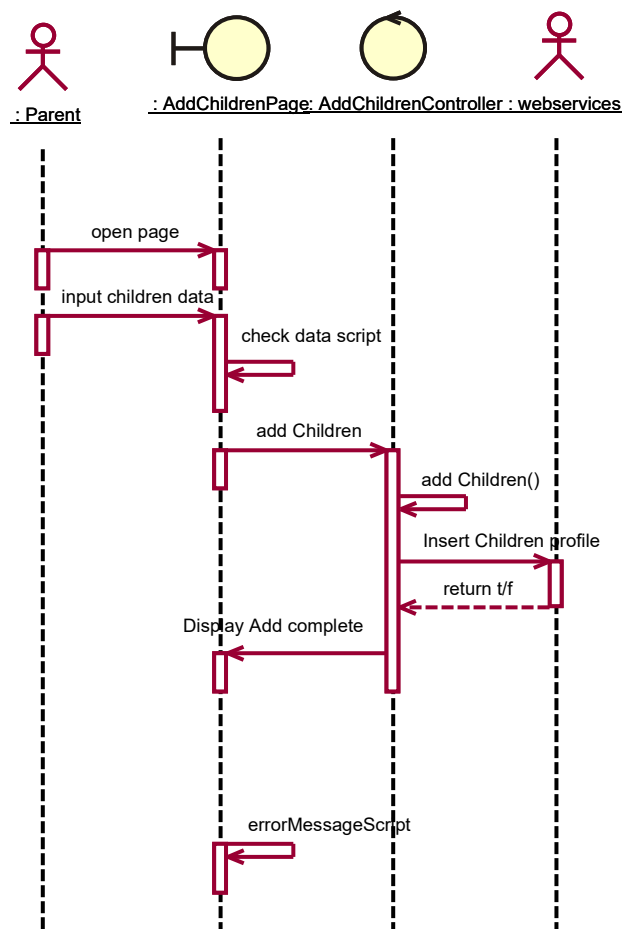 : Parent
: AddChildrenPage
: AddChildrenController
: webservices
open page
input children data
check data script
add Children
add Children()
Insert Children profile
return t/f
Display Add complete
errorMessageScript